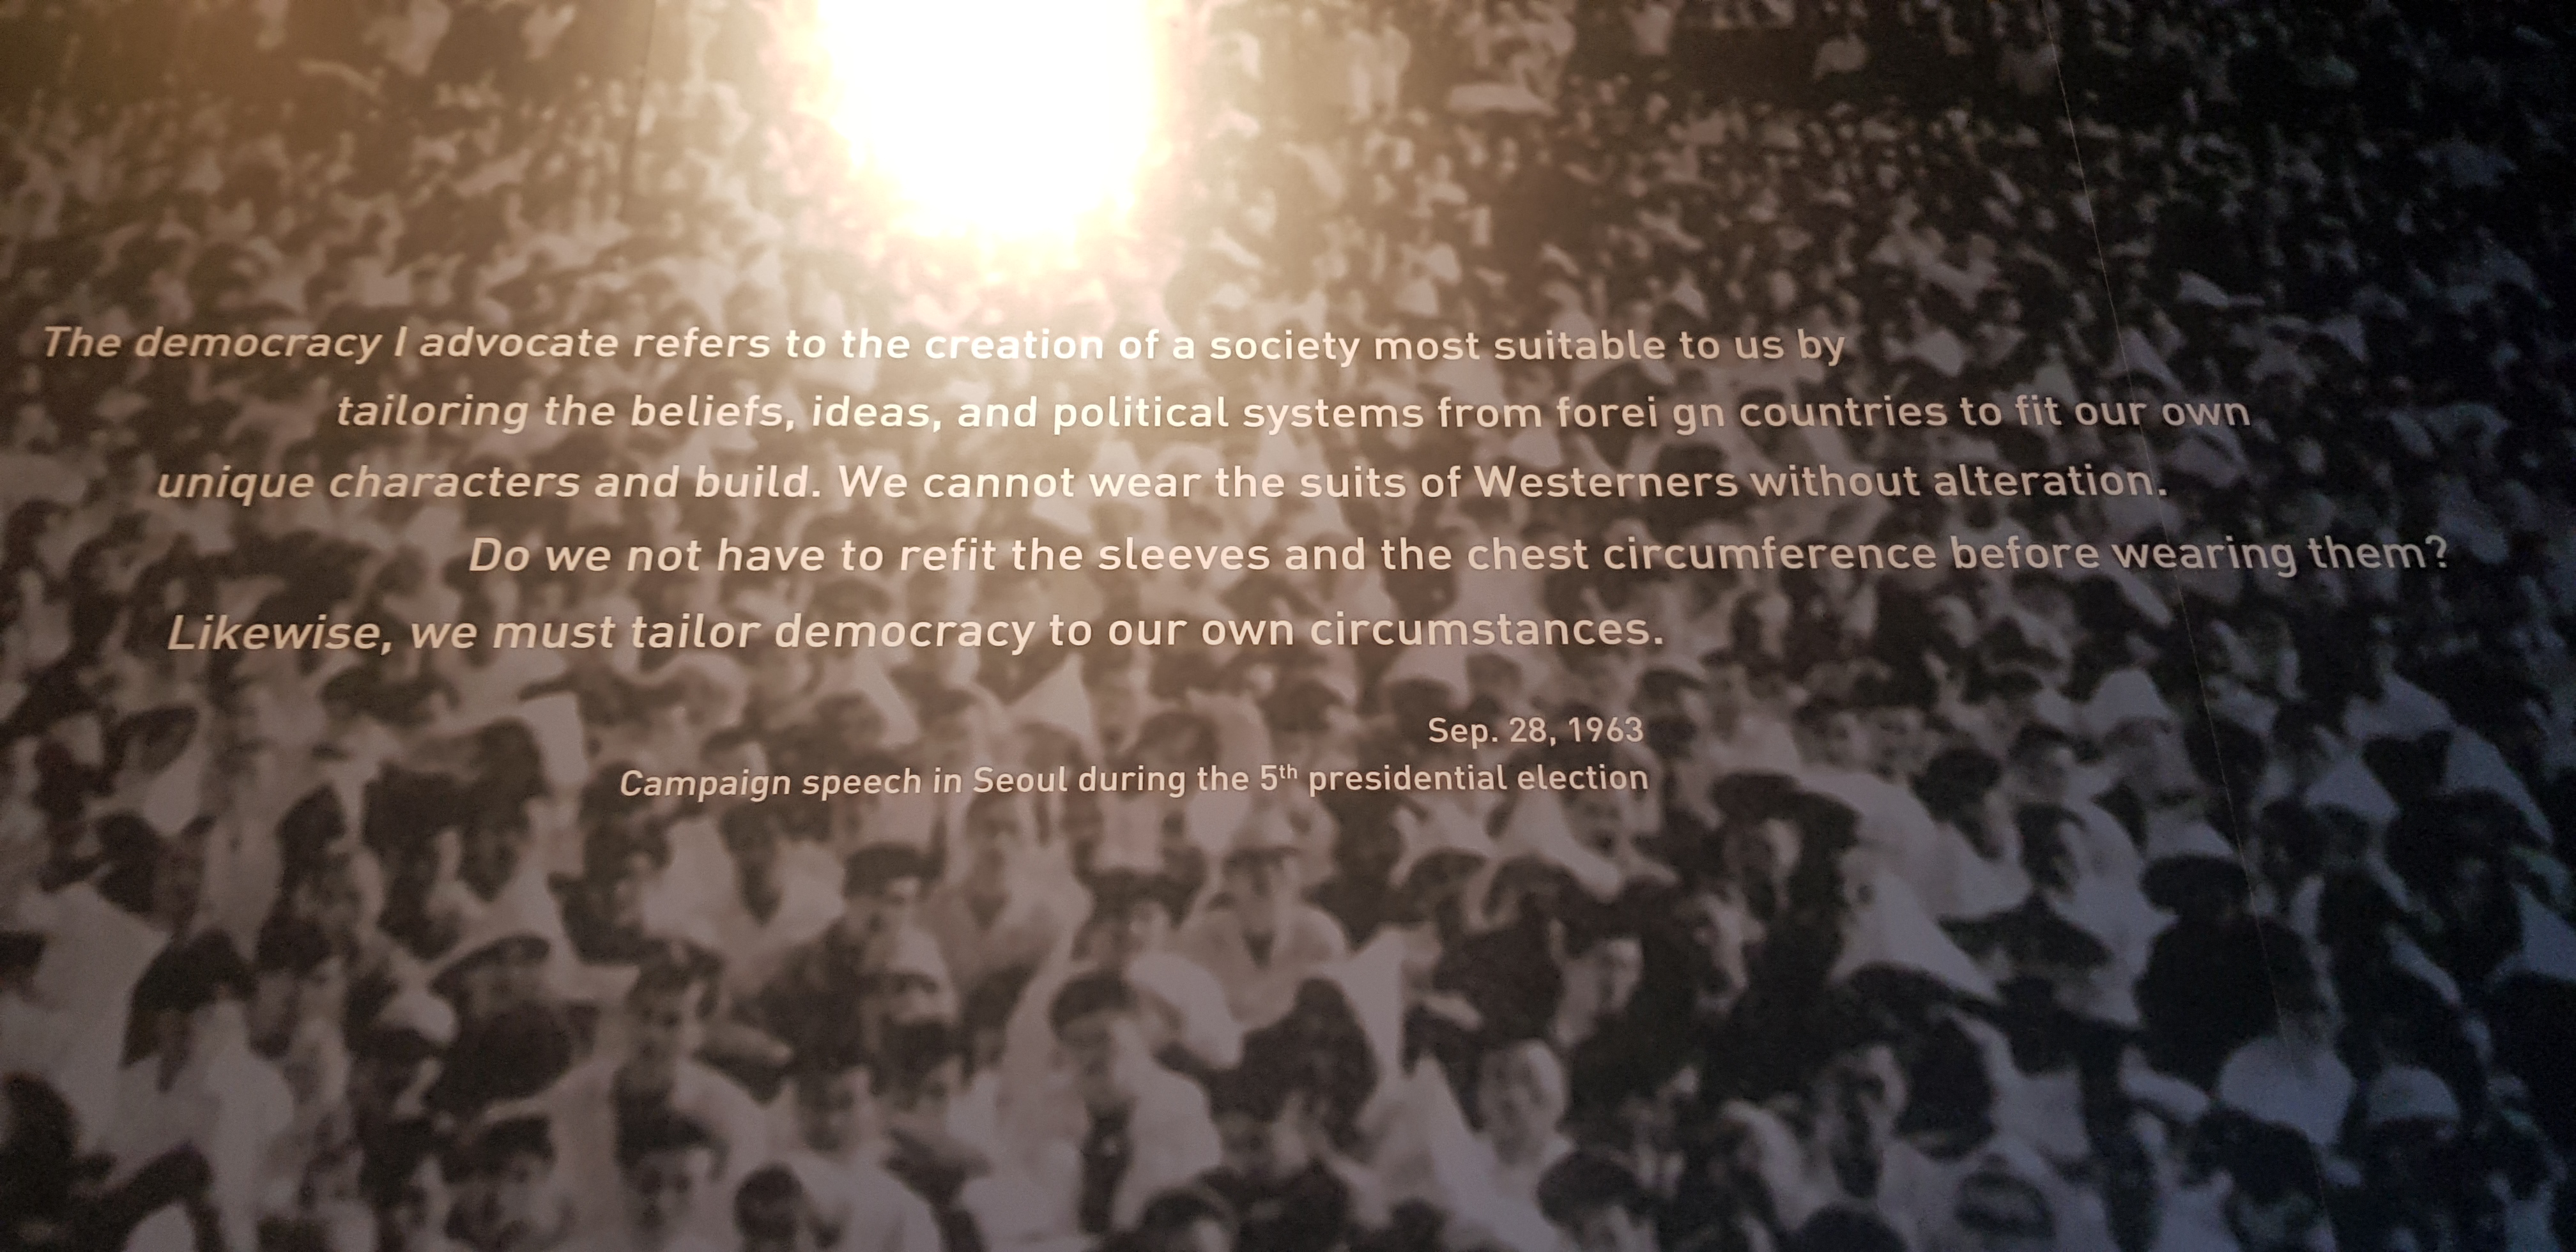 The democracy I advocate refers to the creation of a society most suitable to us by
tailoring the beliefs, ideas, and political systems from forei gn countries to fit our own
unique characters and build. We cannot wear the suits of Westerners without alteration.
Do we not have to refit the sleeves and the chest circumference before wearing them?
Likewise, we must tailor democracy to our own circumstances.
Sep. 28, 1963
Campaign speech in Seoul during the 5th presidential election